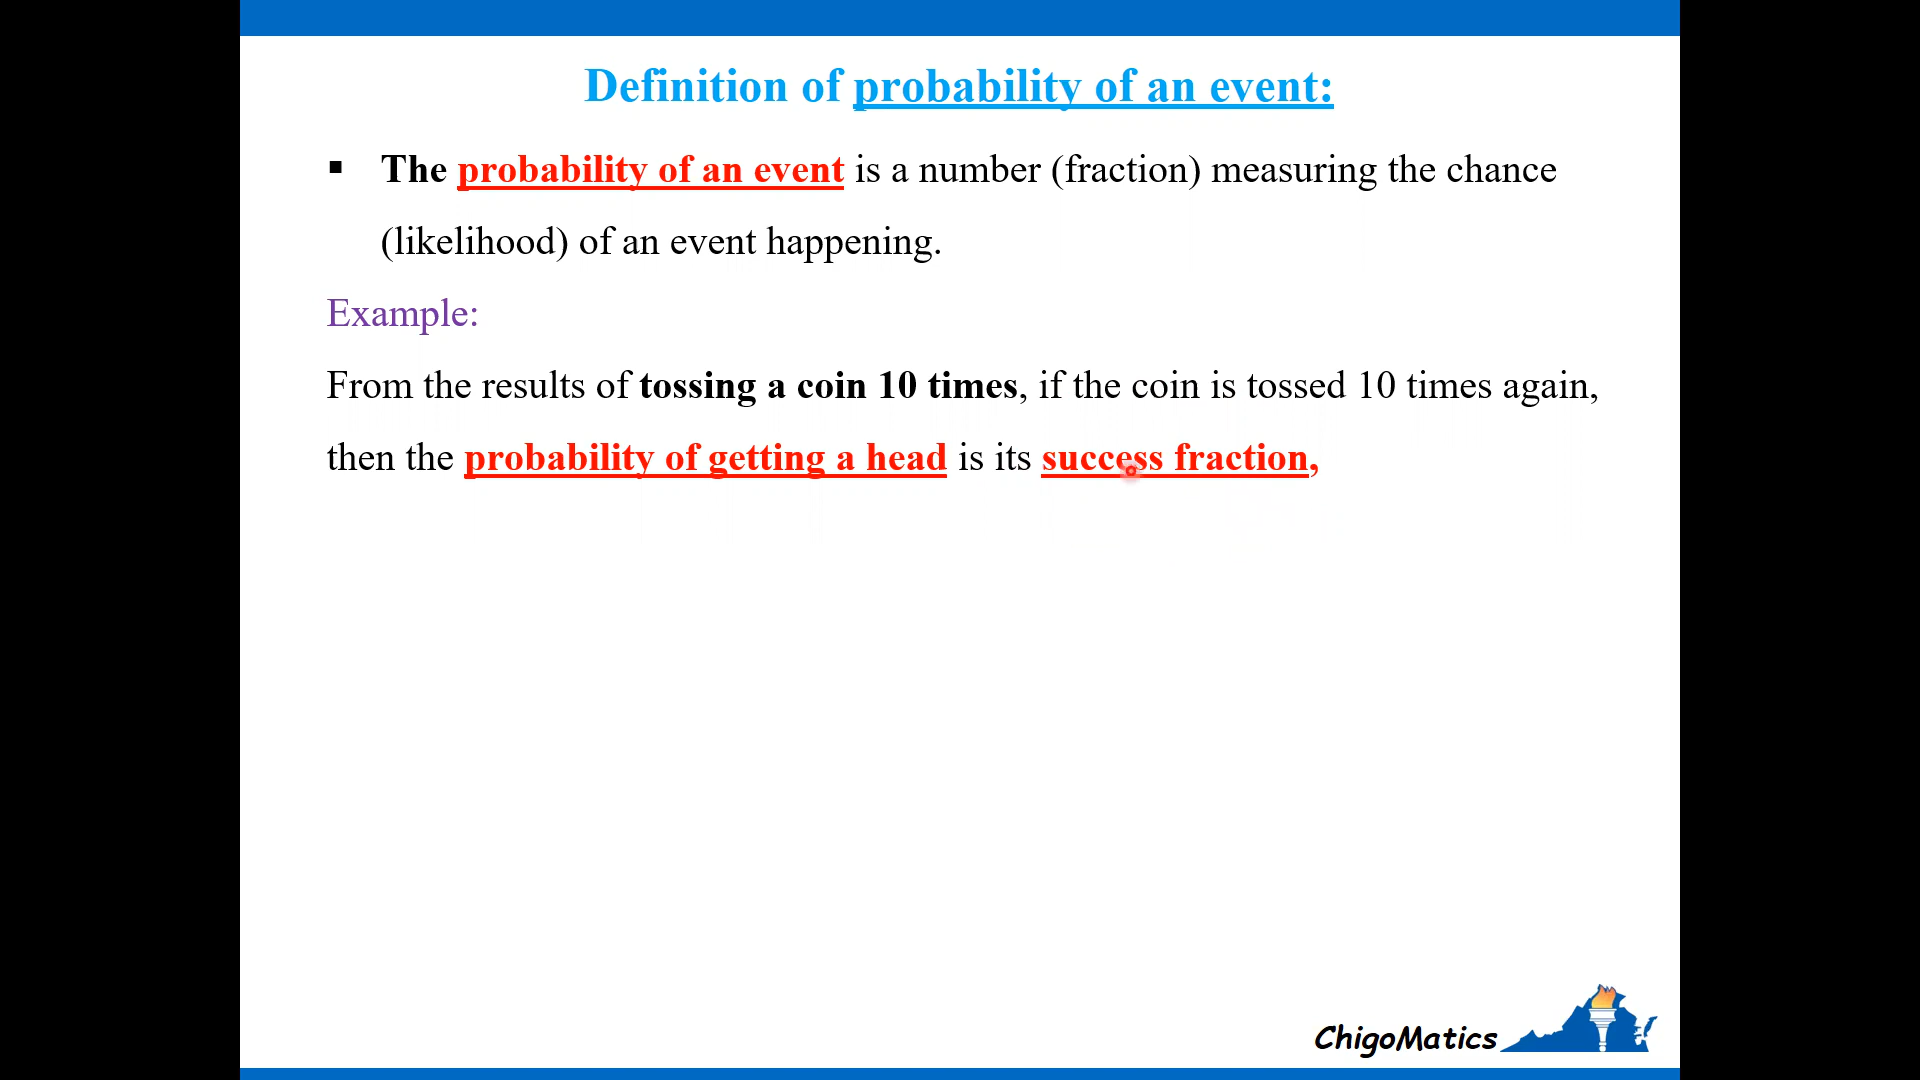 Definition of probability of an event:
▪ The probability of an event is a number (fraction) measuring the chance
(likelihood) of an event happening.
Example:
From the results of tossing a coin 10 times, if the coin is tossed 10 times again,
then the probability of getting a head is its success fraction,
ChigoMatics